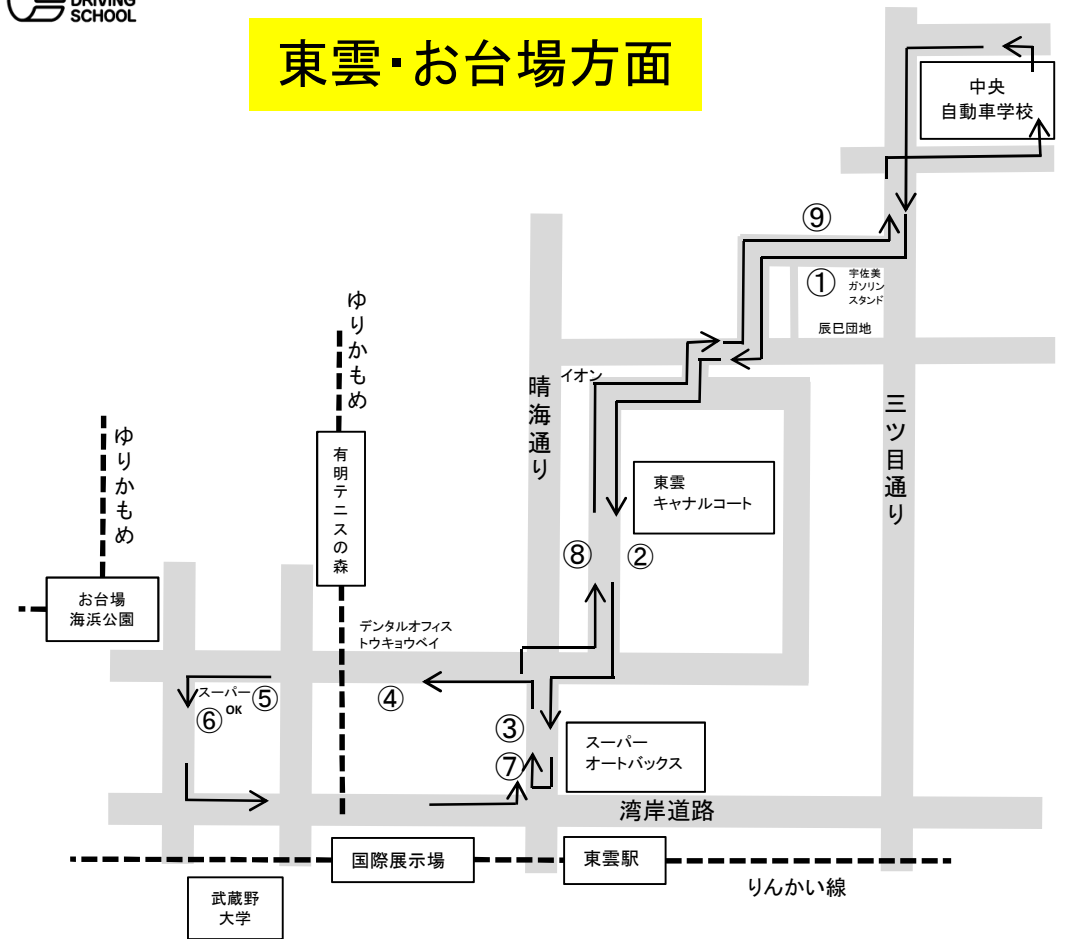 DRIVING
SCHOOL
東雲・お台場方面
中央
自動車学校
⑨
①
宇佐美
ガソリン
スタンド
辰巳団地
ゆりかもめ
イオン
晴海通り
三ツ目通り
ゆりかもめ
有明テニスの森
東雲
キャナルコート
⑧
②
お台場
海浜公園
デンタルオフィス
トウキョウベイ
④
⑤
スーパー
OK
⑥
③
⑦
スーパー
オートバックス
湾岸道路
国際展示場
東雲駅
りんかい線
武蔵野
大学